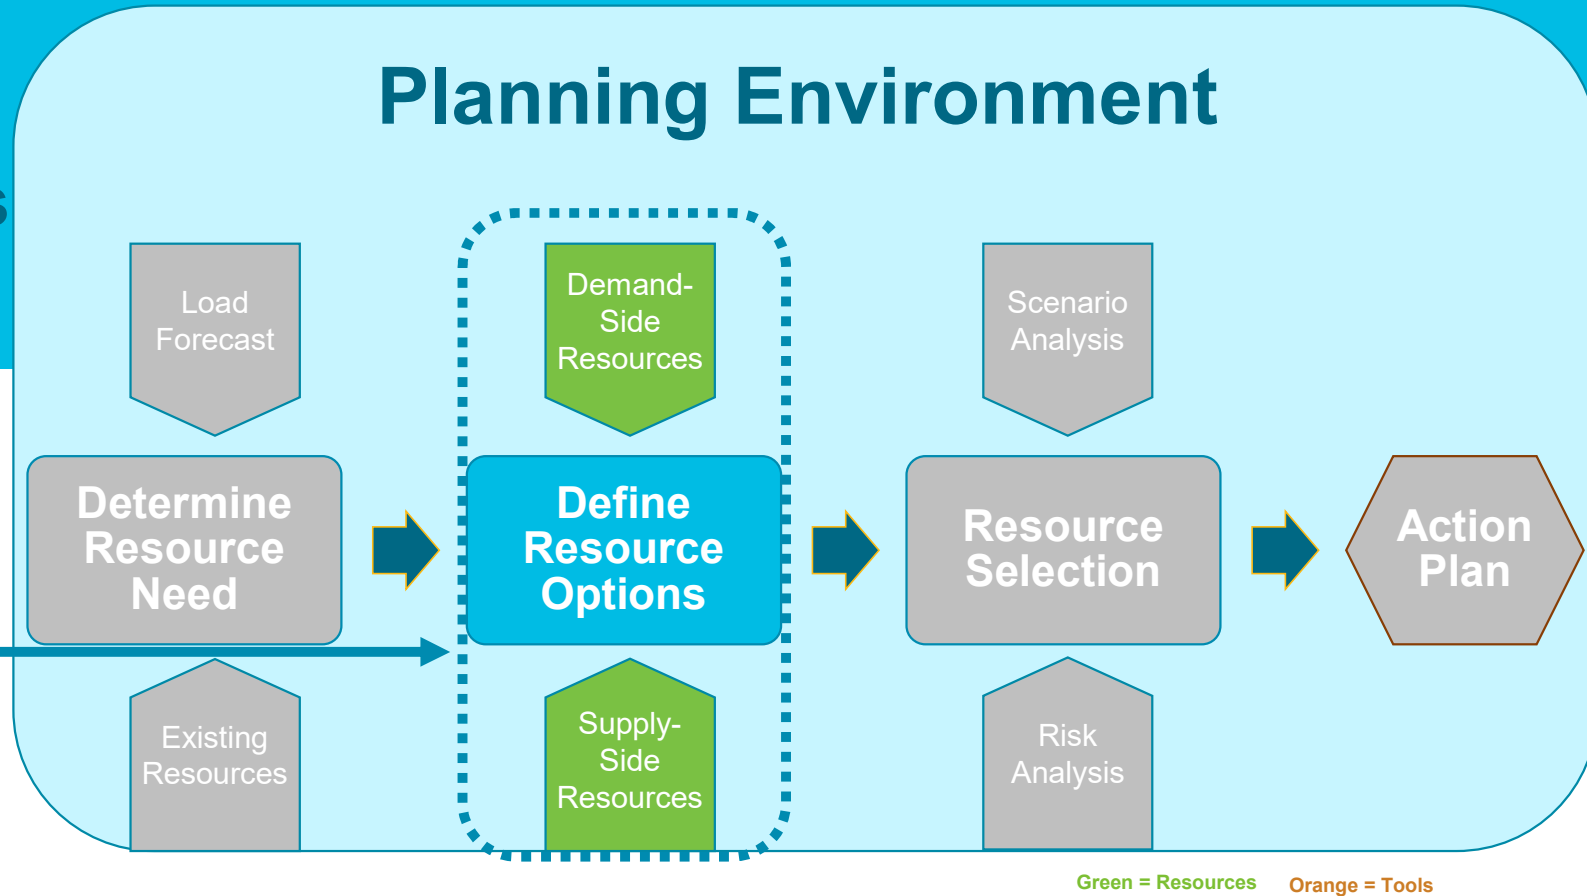 Planning Environment
s
Load
Forecast
Demand-
Side
Resources
Scenario
Analysis
Determine
Resource
Need
Define
Resource
Options
Resource
Selection
Action
Plan
Existing
Resources
Supply-
Side
Resources
Risk
Analysis
Green = Resources Orange = Tools